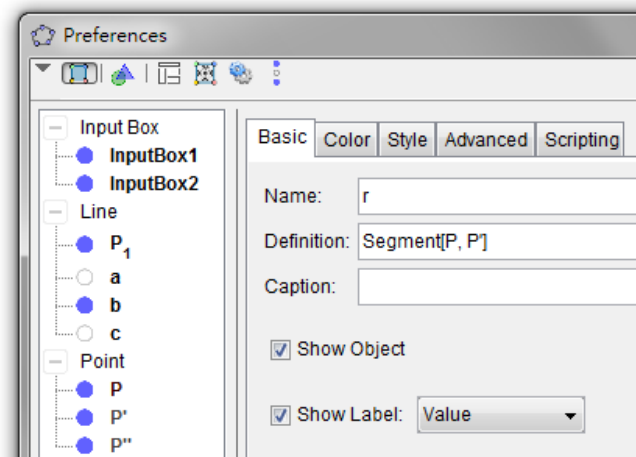 Preferences
Input Box
InputBox1
InputBox2
Line
P1
a
b
c
Point
P
P'
P"
Basic Color Style Advanced Scripting
Name: r
Definition: Segment[P, P']
Caption:
Show Object
Show Label: Value